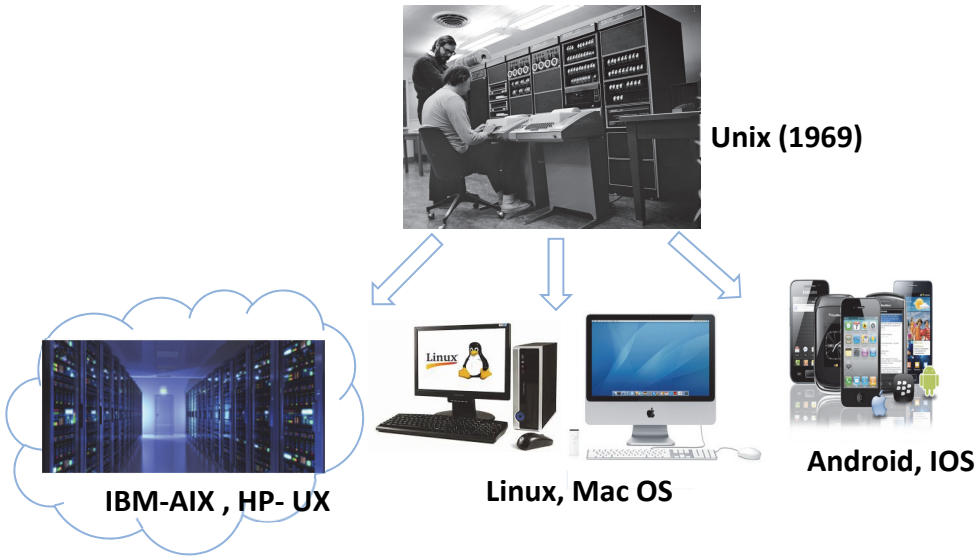 Unix (1969)
Linux
IBM-AIX , HP- UX
Linux, Mac OS
Android, IOS